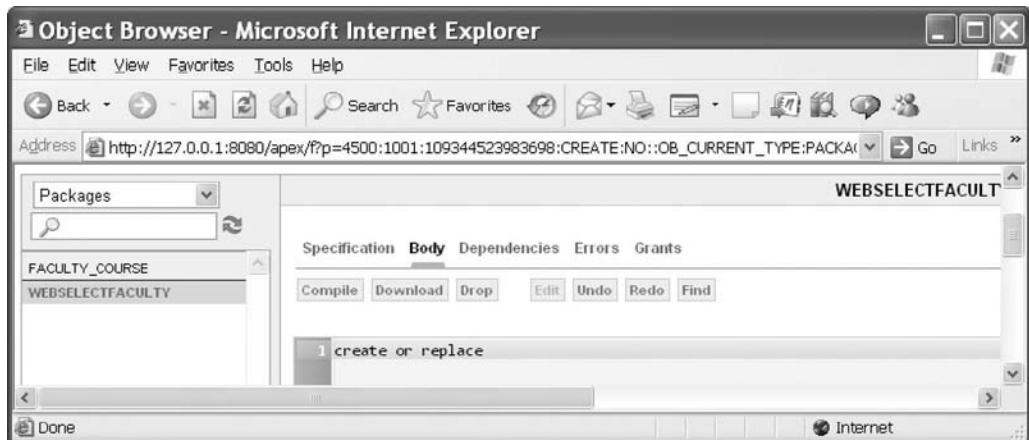 Object Browser - Microsoft Internet Explorer
File Edit View Favorites Tools Help
Back Search Favorites
Address http://127.0.0.1:8080/apex/f?p=4500:1001:109344523983698:CREATE:NO::OB_CURRENT_TYPE:PACKA Go Links »
Packages
WEBSELECTFACULT
Specification Body Dependencies Errors Grants
FACULTY_COURSE
WEBSELECTFACULTY
Compile Download Drop Edit Undo Redo Find
1 create or replace
Done Internet